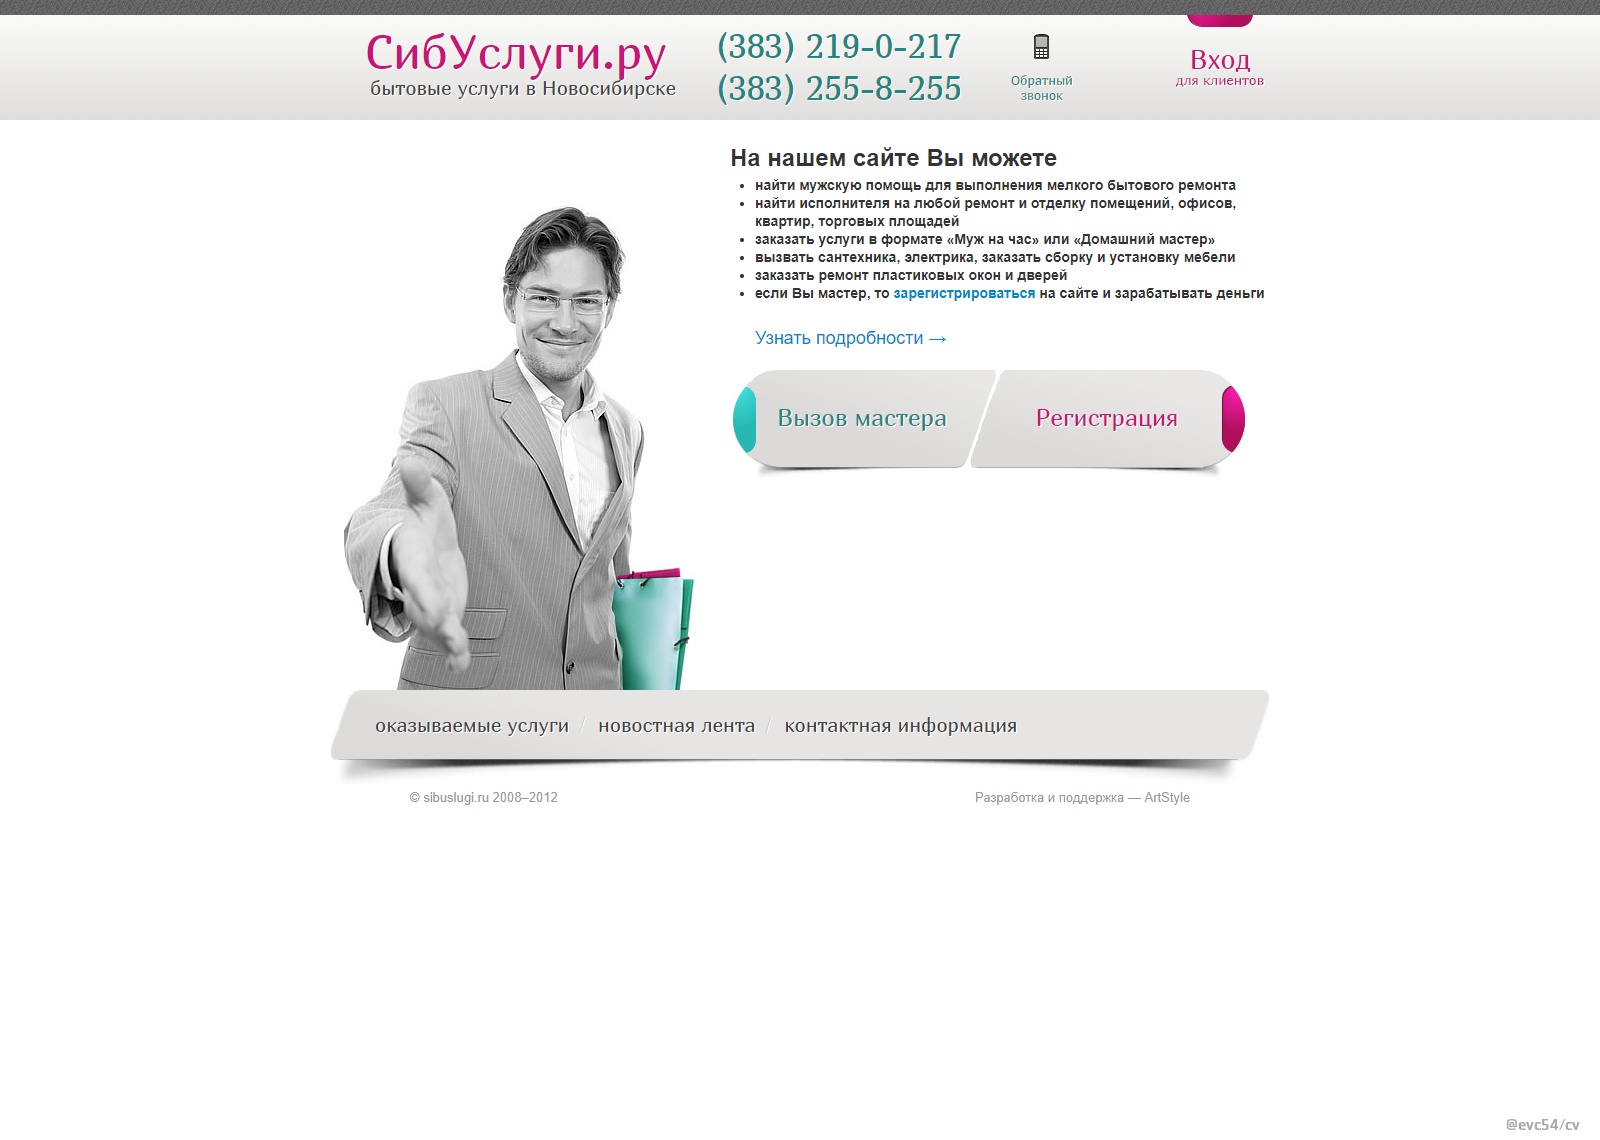 СибУслуги.ру
бытовые услуги в Новосибирске
(383) 219-0-217
(383) 255-8-255
Обратный
звонок
Вход
для клиентов
На нашем сайте Вы можете
• найти мужскую помощь для выполнения мелкого бытового ремонта
• найти исполнителя на любой ремонт и отделку помещений, офисов,
квартир, торговых площадей
• заказать услуги в формате «Муж на час» или «Домашний мастер»
• вызвать сантехника, электрика, заказать сборку и установку мебели
• заказать ремонт пластиковых окон и дверей
• если Вы мастер, то зарегистрироваться на сайте и зарабатывать деньги
Узнать подробности →
Вызов мастера
Регистрация
оказываемые услуги / новостная лента / контактная информация
© sibuslugi.ru 2008–2012
Разработка и поддержка — ArtStyle
@evc54/cv